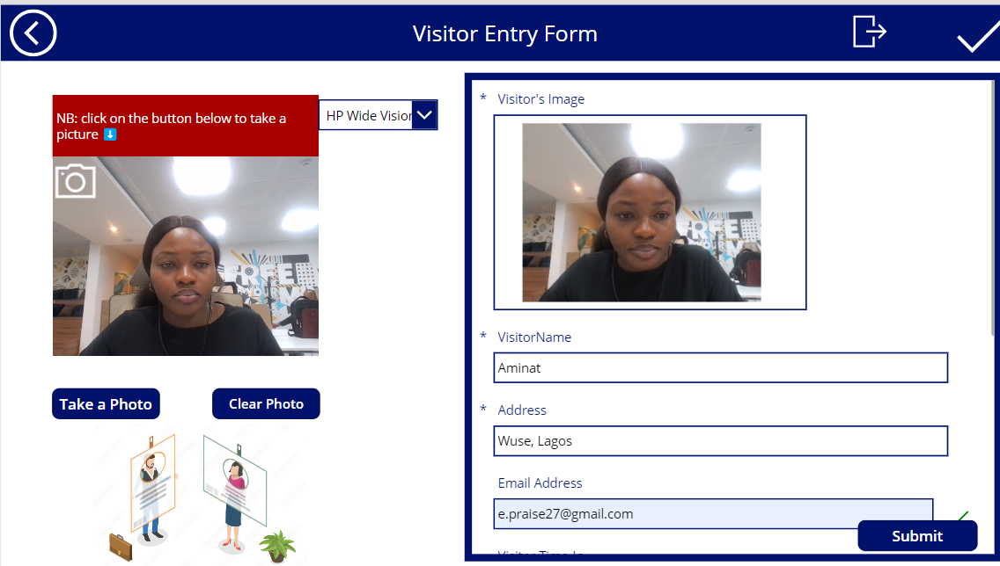 Visitor Entry Form
NB: click on the button below to take a
picture ⬇️
HP Wide Vision
Take a Photo
Clear Photo
* Visitor's Image
* VisitorName
Aminat
* Address
Wuse, Lagos
Email Address
e.praise27@gmail.com
Submit